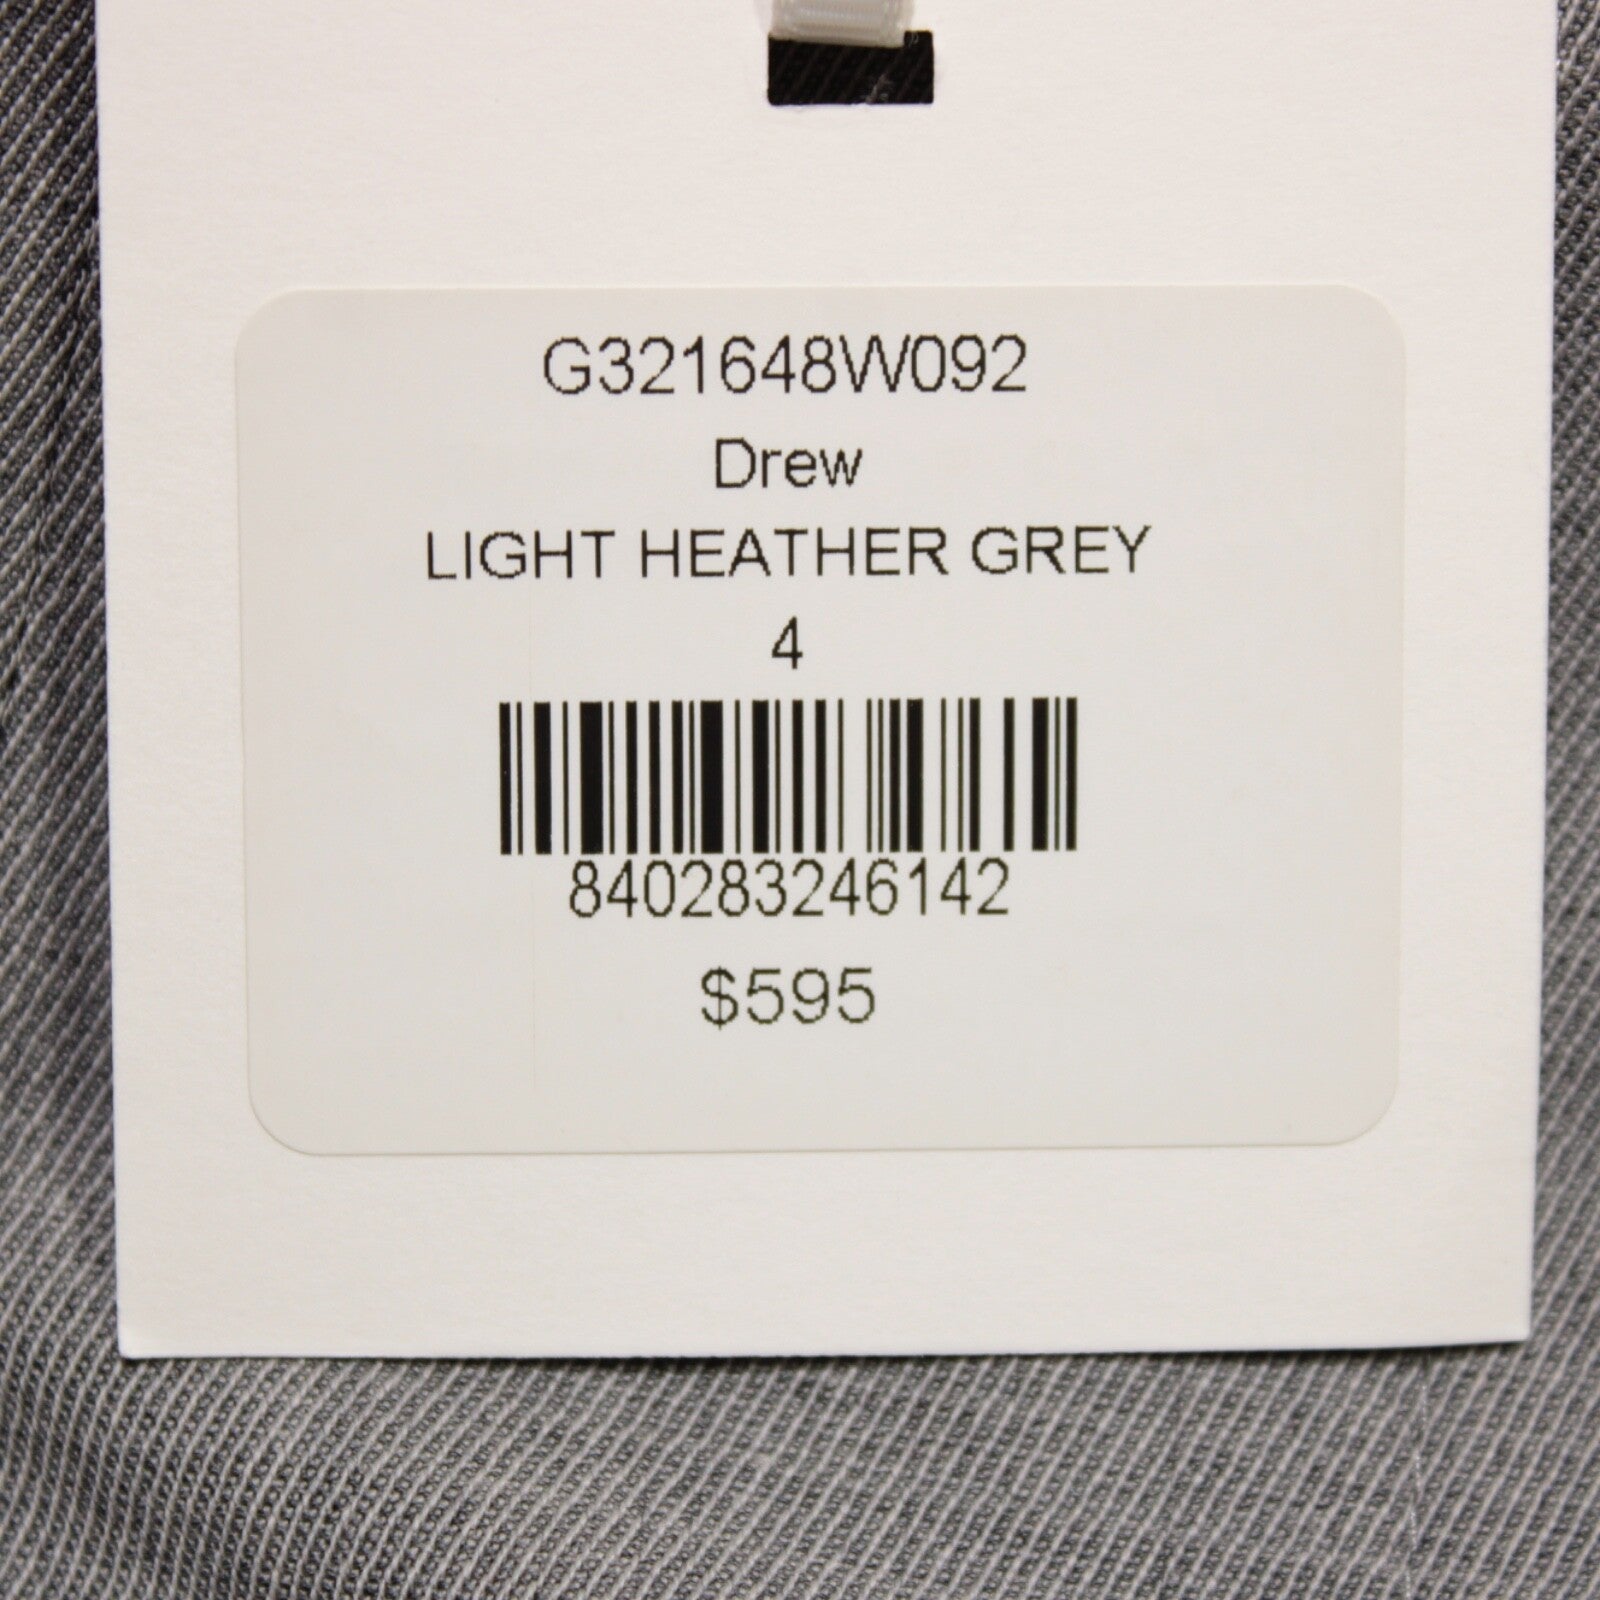 G321648W092
Drew
LIGHT HEATHER GREY
4
840283246142
$595